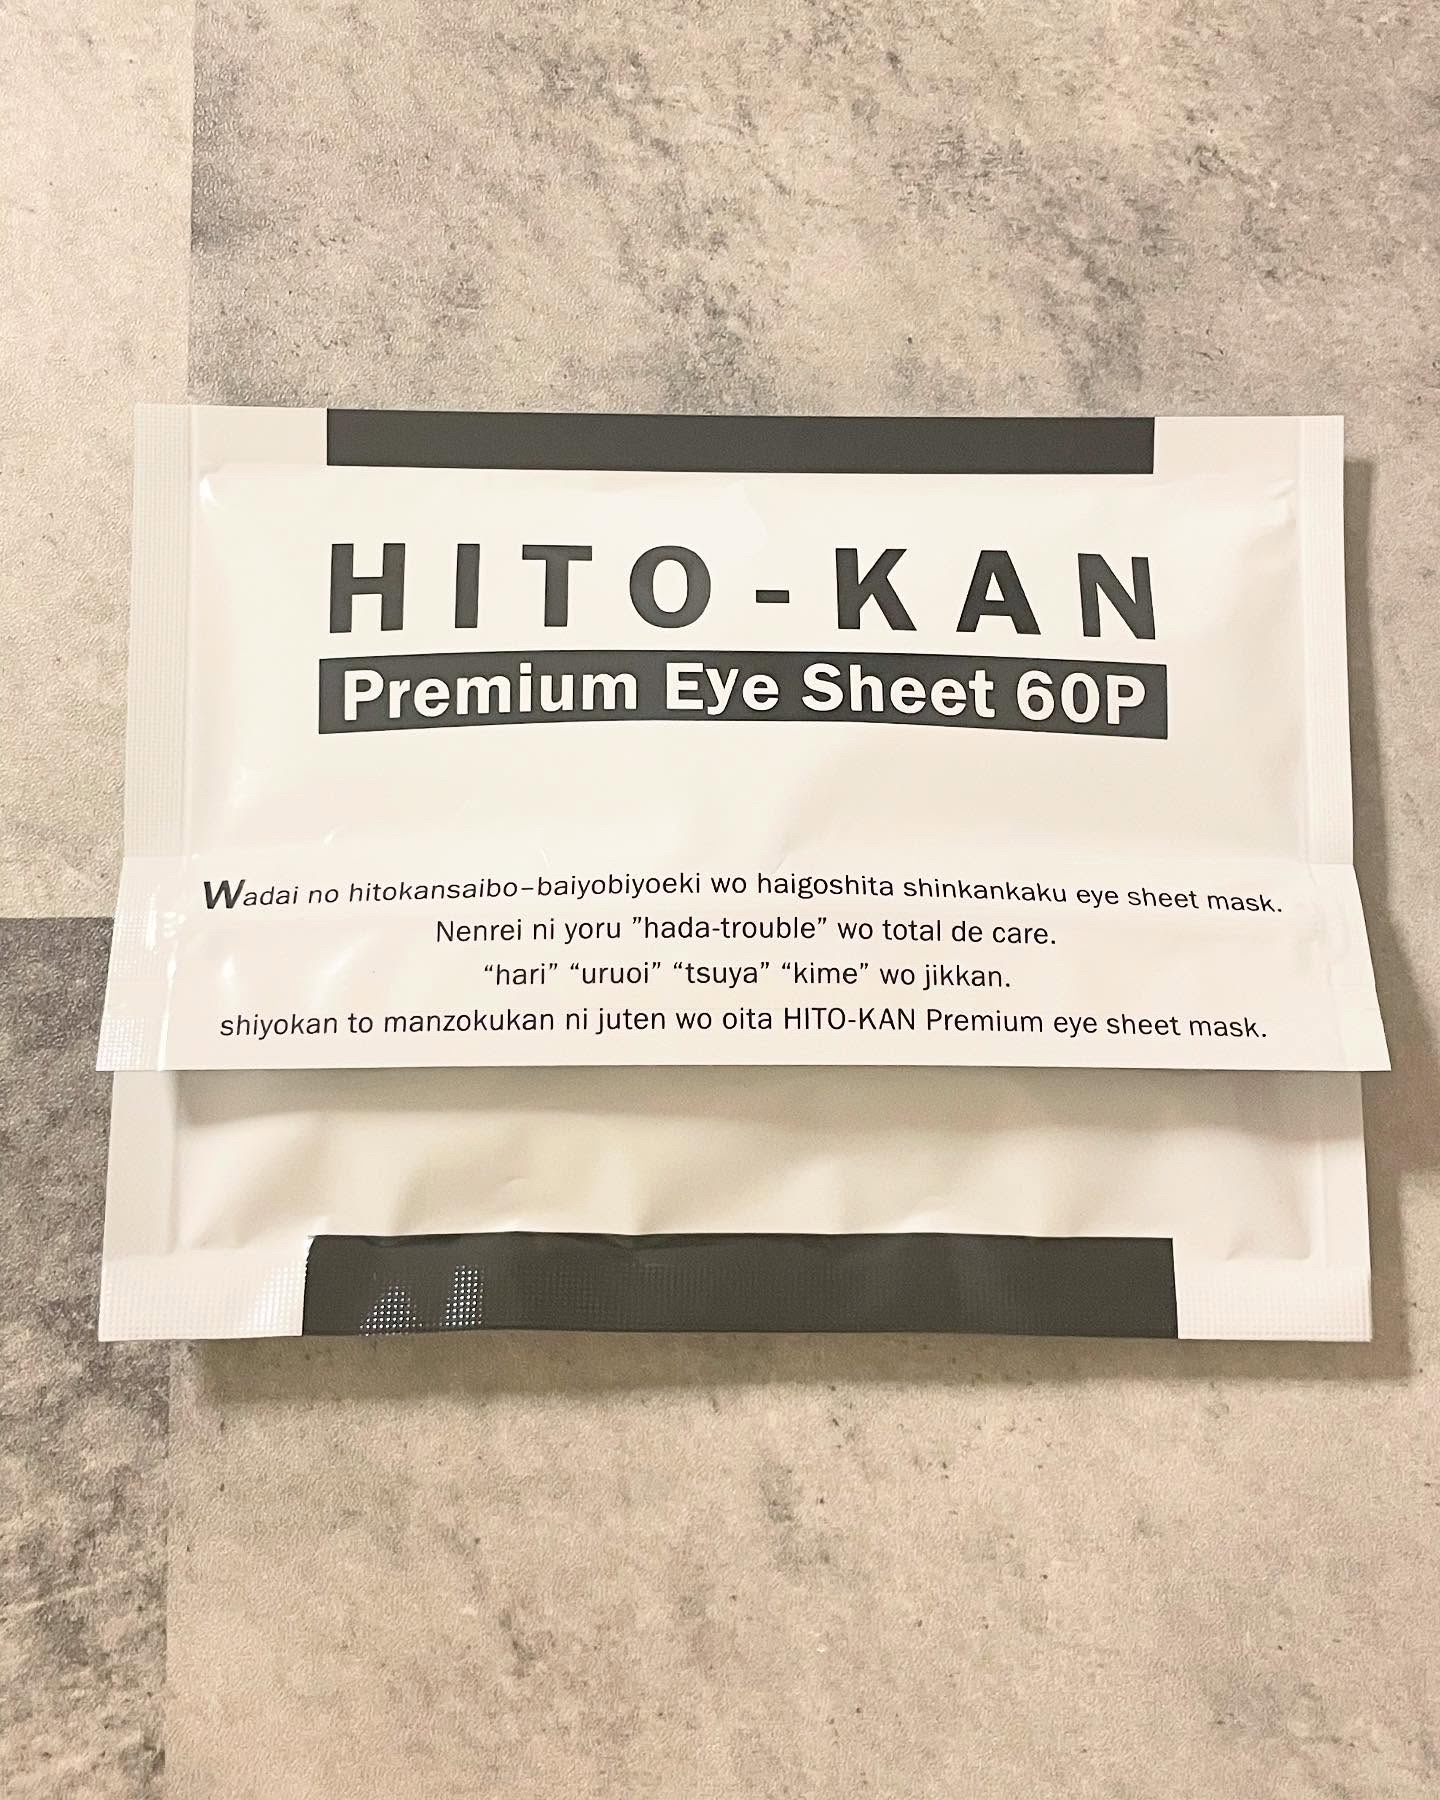 HITO-KAN
Premium Eye Sheet 60P
Wadai no hitokansaibo-baiyobiyoeki wo haigoshita shinkankaku eye sheet mask.
Nenrei ni yoru ”hada-trouble” wo total de care.
“hari” “uruoi” “tsuya” “kime” wo jikkan.
shiyokan to manzokukan ni juten wo oita HITO-KAN Premium eye sheet mask.